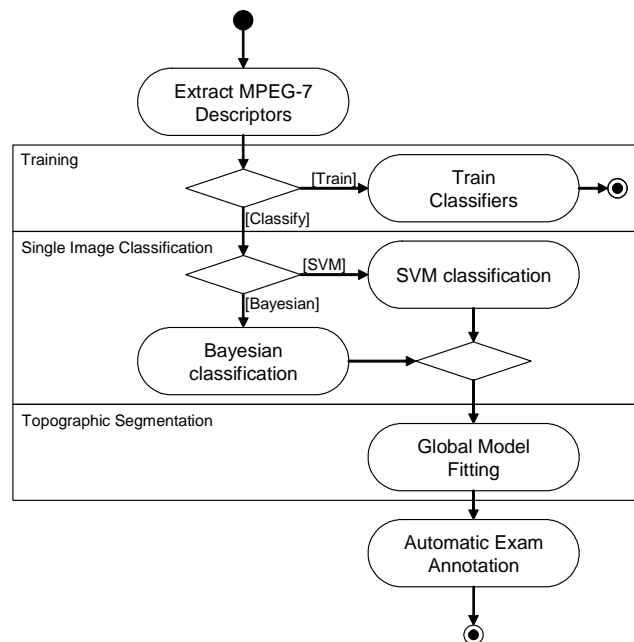 Extract MPEG-7
Descriptors
Training
[Train]
Train
Classifiers
[Classify]
Single Image Classification
[SVM]
SVM classification
[Bayesian]
Bayesian
classification
Topographic Segmentation
Global Model
Fitting
Automatic Exam
Annotation